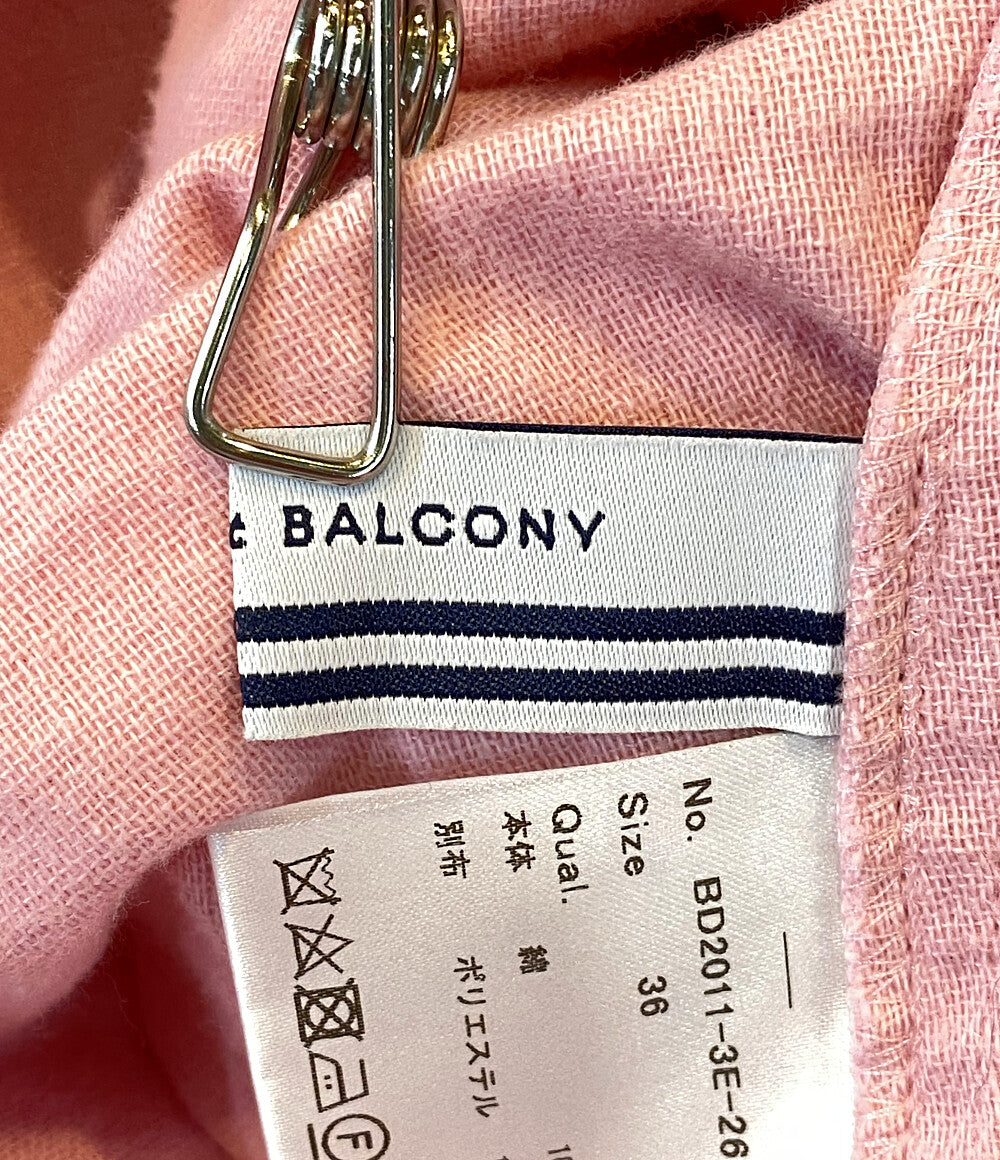 BALCONY
No. BD2011-3E-26
Size 36
Qual.
本体 綿
別布 ポリエステル
F